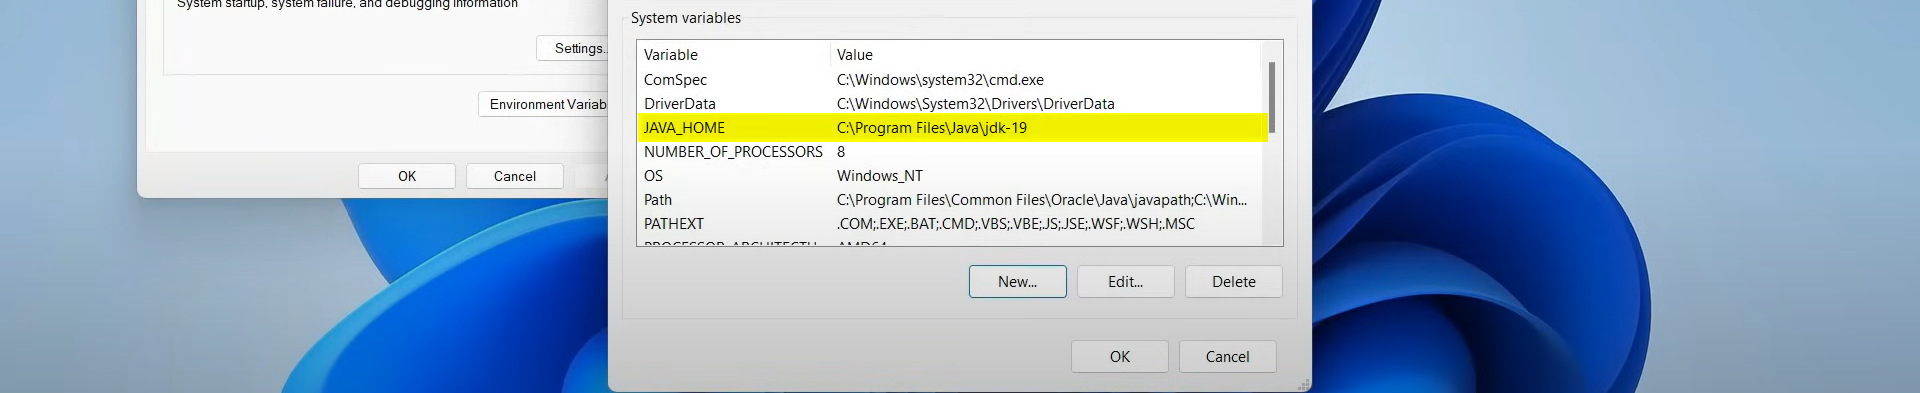 System startup, system failure, and debugging information
Settings..
Environment Variab
OK Cancel
System variables
Variable Value
ComSpec C:\Windows\system32\cmd.exe
DriverData C:\Windows\System32\Drivers\DriverData
JAVA_HOME C:\Program Files\Java\jdk-19
NUMBER_OF_PROCESSORS 8
OS Windows_NT
Path C:\Program Files\Common Files\Oracle\Java\javapath;C:\Win...
PATHEXT .COM;.EXE;.BAT;.CMD;.VBS;.VBE;.JS;.JSE;.WSF;.WSH;.MSC
New... Edit... Delete
OK Cancel